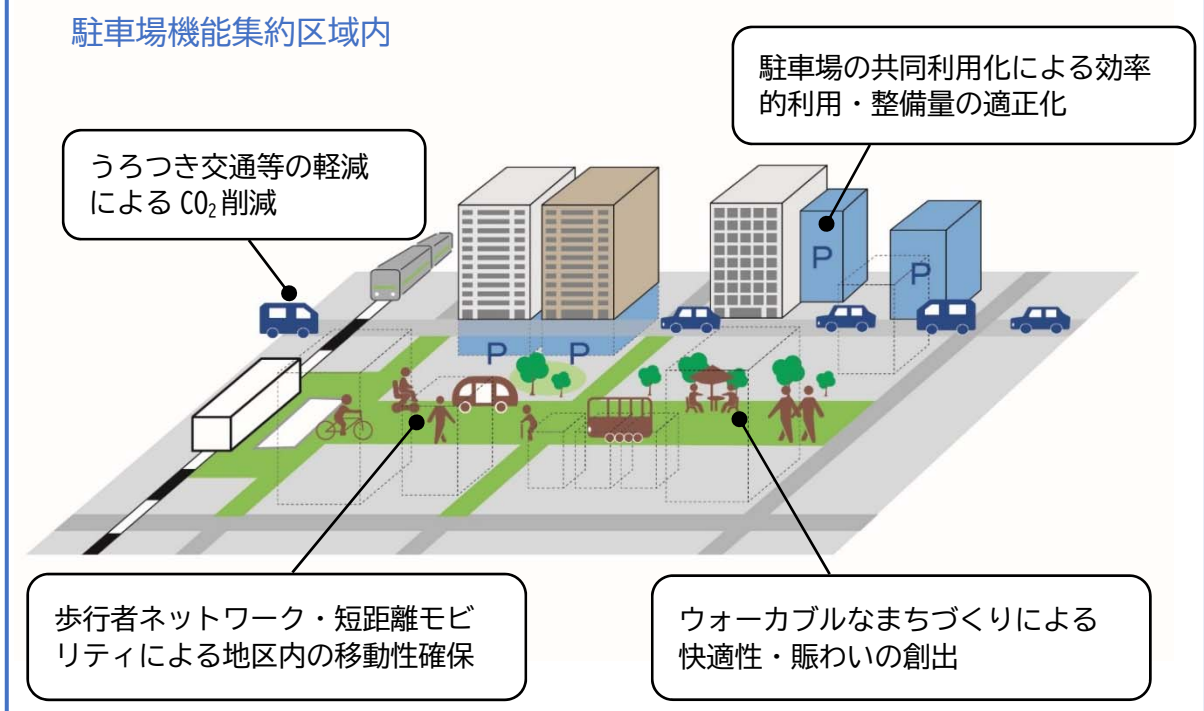 駐車場機能集約区域内
駐車場の共同利用化による効率
的利用・整備量の適正化
うろつき交通等の軽減
による CO₂削減
P
P
P
P
歩行者ネットワーク・短距離モビ
リティによる地区内の移動性確保
ウォーカブルなまちづくりによる
快適性・賑わいの創出